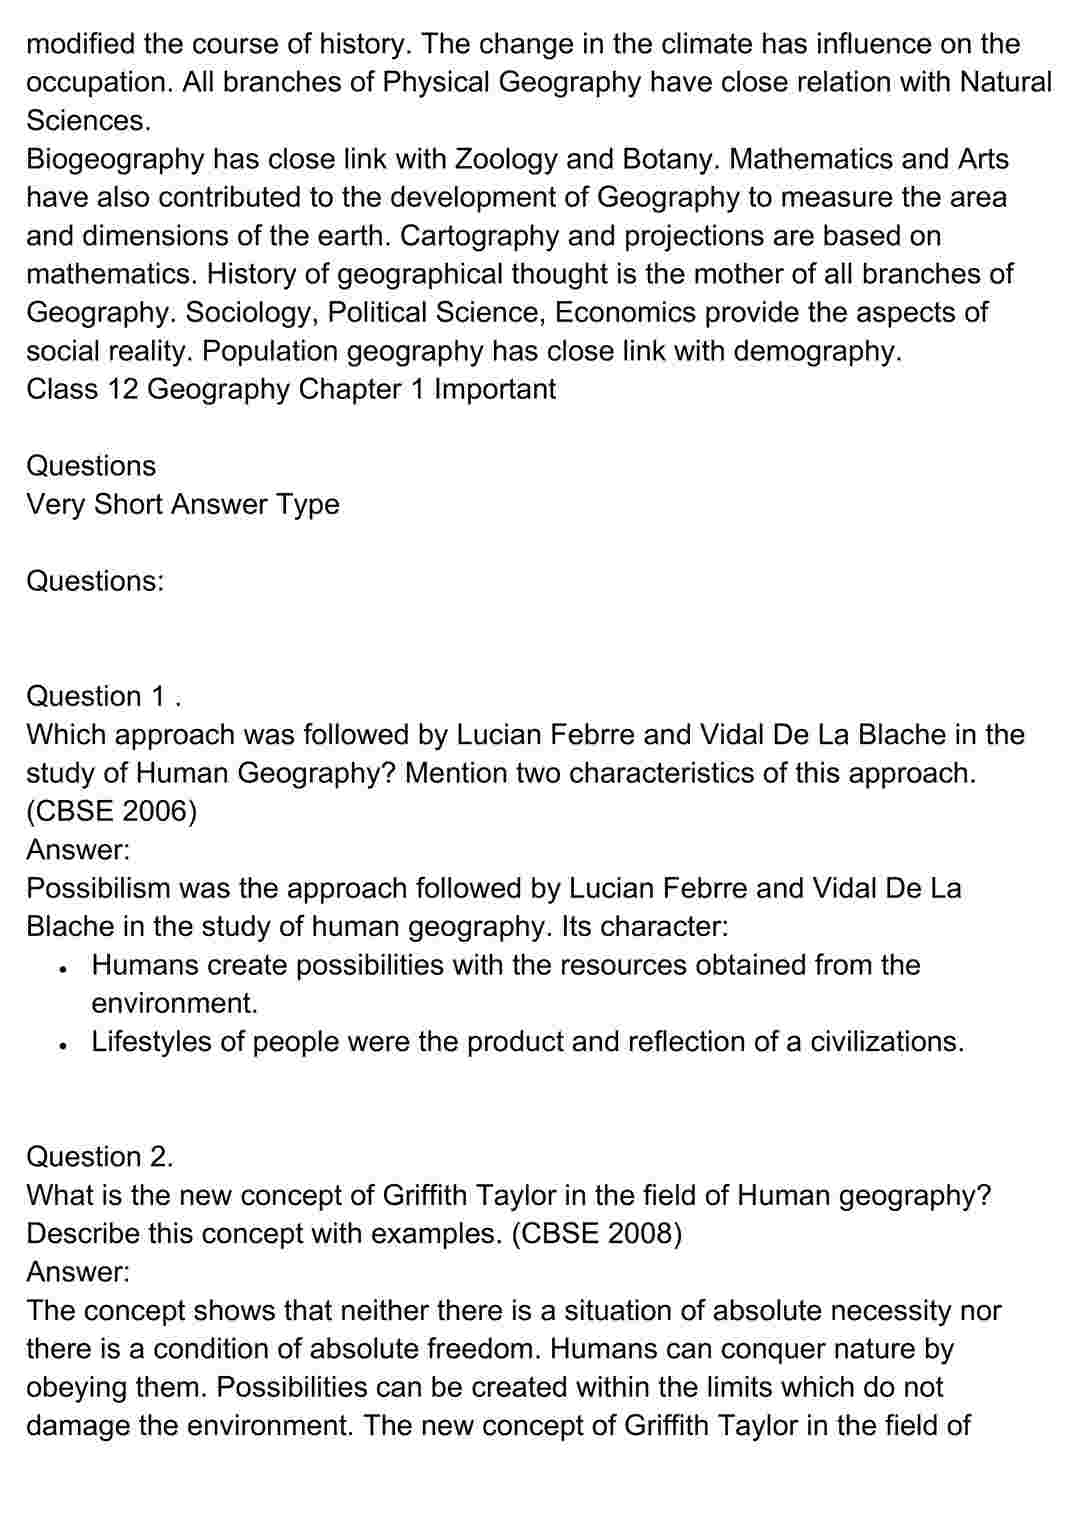 modified the course of history. The change in the climate has influence on the
occupation. All branches of Physical Geography have close relation with Natural
Sciences.
Biogeography has close link with Zoology and Botany. Mathematics and Arts
have also contributed to the development of Geography to measure the area
and dimensions of the earth. Cartography and projections are based on
mathematics. History of geographical thought is the mother of all branches of
Geography. Sociology, Political Science, Economics provide the aspects of
social reality. Population geography has close link with demography.
Class 12 Geography Chapter 1 Important
Questions
Very Short Answer Type
Questions:
Question 1 .
Which approach was followed by Lucian Febrre and Vidal De La Blache in the
study of Human Geography? Mention two characteristics of this approach.
(CBSE 2006)
Answer:
Possibilism was the approach followed by Lucian Febrre and Vidal De La
Blache in the study of human geography. Its character:
• Humans create possibilities with the resources obtained from the
environment.
• Lifestyles of people were the product and reflection of a civilizations.
Question 2.
What is the new concept of Griffith Taylor in the field of Human geography?
Describe this concept with examples. (CBSE 2008)
Answer:
The concept shows that neither there is a situation of absolute necessity nor
there is a condition of absolute freedom. Humans can conquer nature by
obeying them. Possibilities can be created within the limits which do not
damage the environment. The new concept of Griffith Taylor in the field of